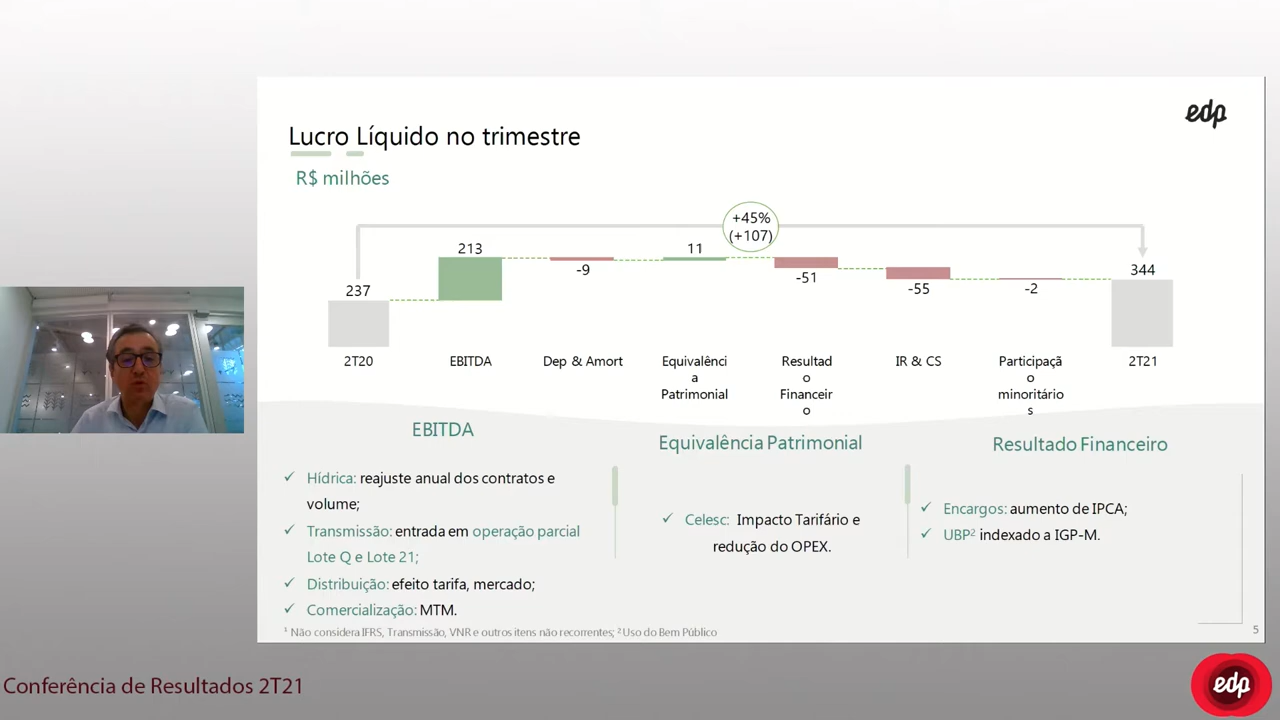 edp
Lucro Líquido no trimestre
R$ milhões
+45%
(+107)
237
213
-9
11
-51
-55
-2
344
2T20
EBITDA
Dep & Amort
Equivalênci
a
Patrimonial
Resultad
o
Financeir
o
IR & CS
Participaçã
o
minoritário
s
2T21
EBITDA
✓ Hídrica: reajuste anual dos contratos e
volume;
✓ Transmissão: entrada em operação parcial
Lote Q e Lote 21;
✓ Distribuição: efeito tarifa, mercado;
✓ Comercialização: MTM.
Equivalência Patrimonial
✓ Celesc: Impacto Tarifário e
redução do OPEX.
Resultado Financeiro
✓ Encargos: aumento de IPCA;
✓ UBP² indexado a IGP-M.
¹ Não considera IFRS, Transmissão, VNR e outros itens não recorrentes; ² Uso do Bem Público
5
Conferência de Resultados 2T21
edp